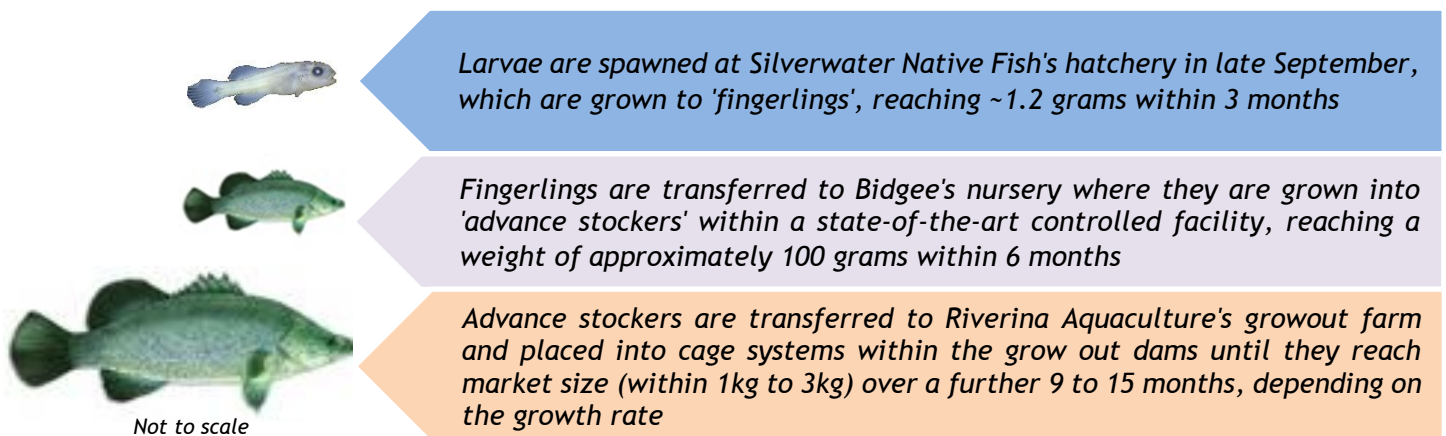 Larvae are spawned at Silverwater Native Fish's hatchery in late September,
which are grown to 'fingerlings', reaching ~1.2 grams within 3 months
Fingerlings are transferred to Bidgee's nursery where they are grown into
'advance stockers' within a state-of-the-art controlled facility, reaching a
weight of approximately 100 grams within 6 months
Advance stockers are transferred to Riverina Aquaculture's growout farm
and placed into cage systems within the grow out dams until they reach
market size (within 1kg to 3kg) over a further 9 to 15 months, depending on
the growth rate
Not to scale